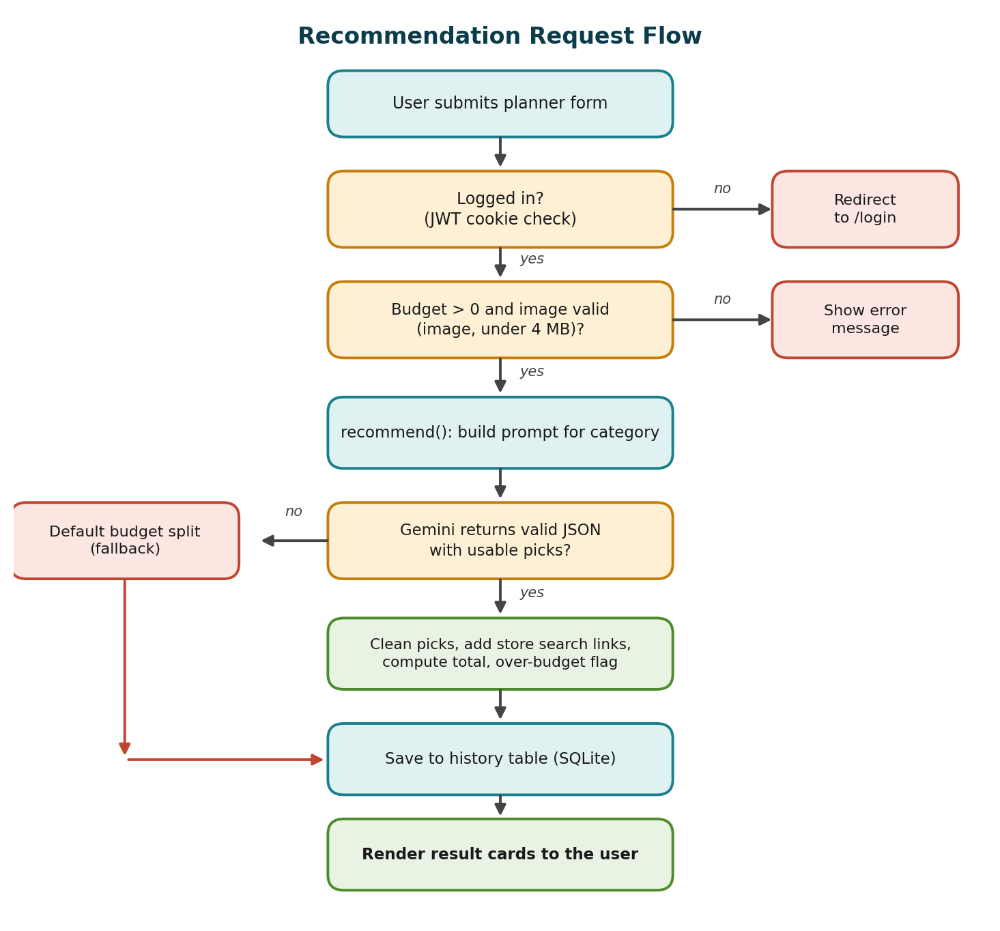 Recommendation Request Flow
User submits planner form
Logged in?
(JWT cookie check)
no
Redirect
to /login
yes
Budget > 0 and image valid
(image, under 4 MB)?
no
Show error
message
yes
recommend(): build prompt for category
Default budget split
(fallback)
no
Gemini returns valid JSON
with usable picks?
yes
Clean picks, add store search links,
compute total, over-budget flag
Save to history table (SQLite)
Render result cards to the user